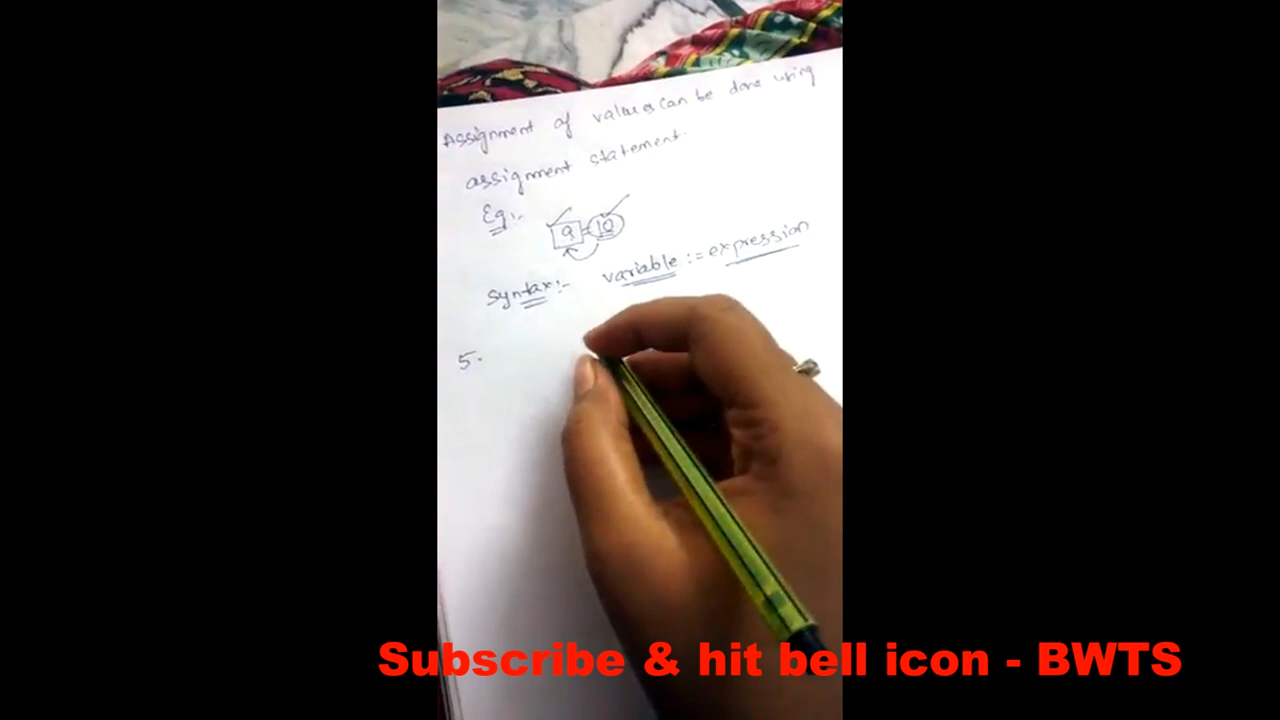 Assignment of values can be done using
assignment statement.
Eg:-
a=10
Syntax:- variable := expression
5.
Subscribe & hit bell icon - BWTS